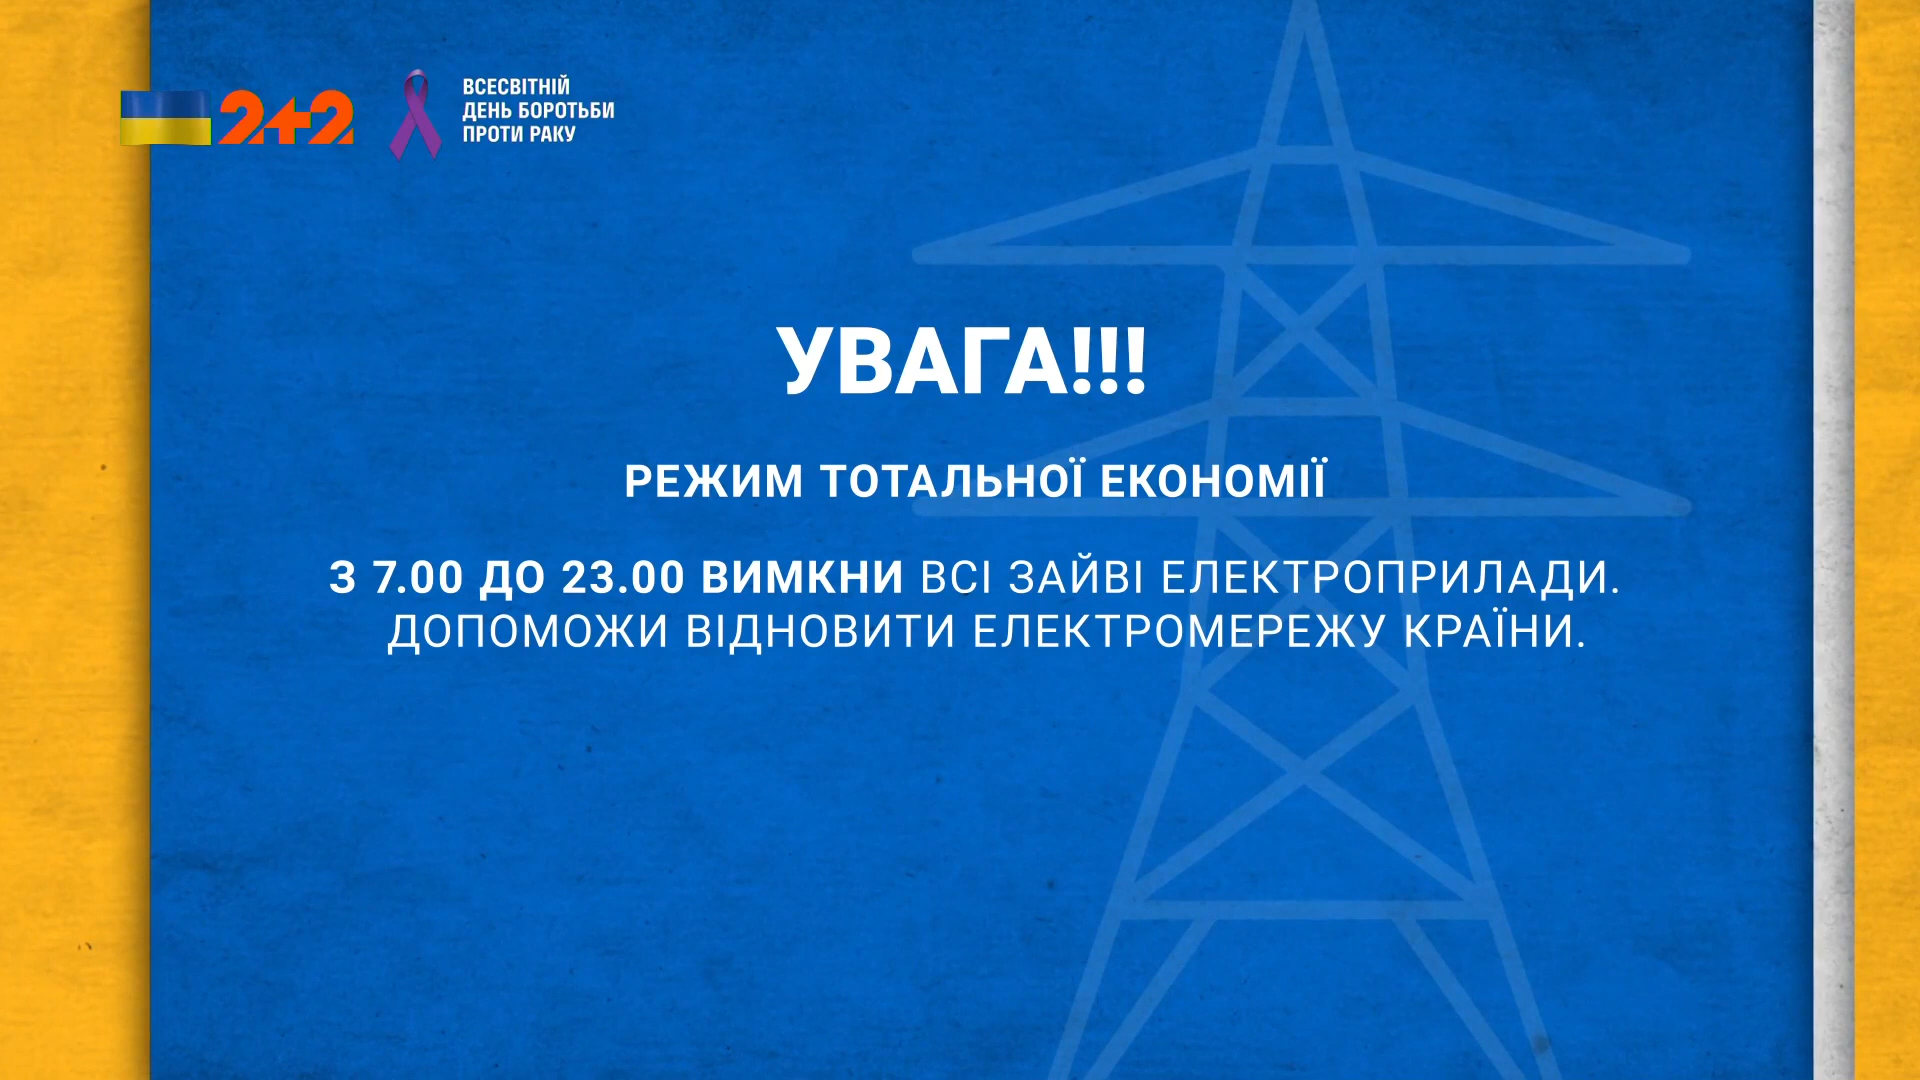 2+2
ВСЕСВІТНІЙ
ДЕНЬ БОРОТЬБИ
ПРОТИ РАКУ
УВАГА!!!
РЕЖИМ ТОТАЛЬНОЇ ЕКОНОМІЇ
З 7.00 ДО 23.00 ВИМКНИ ВСІ ЗАЙВІ ЕЛЕКТРОПРИЛАДИ.
ДОПОМОЖИ ВІДНОВИТИ ЕЛЕКТРОМЕРЕЖУ КРАЇНИ.